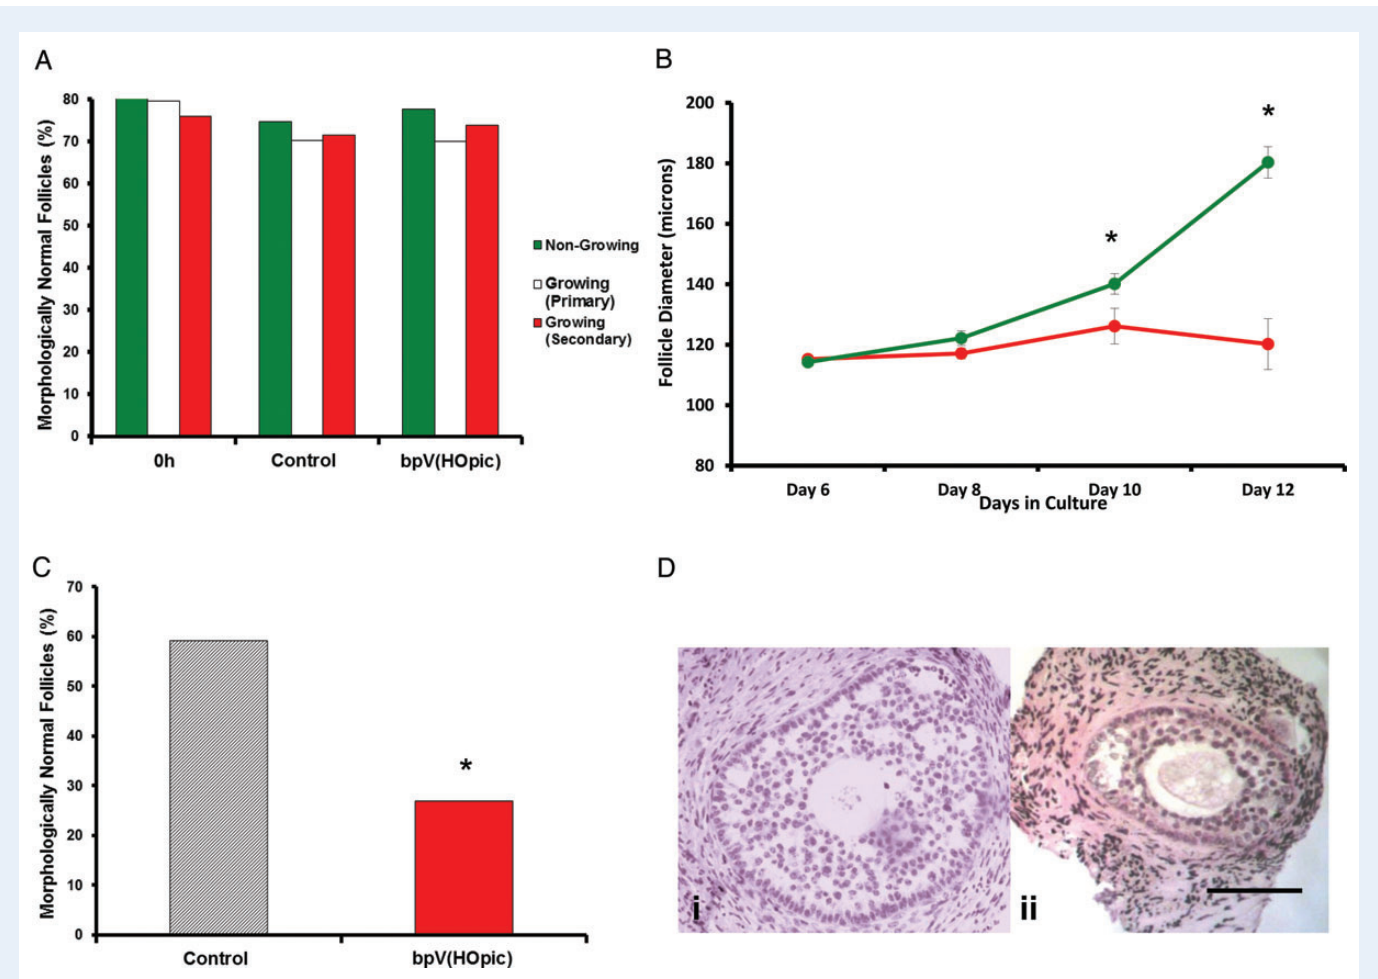 A
Morphologically Normal Follicles (%)
80
70
60
50
40
30
20
10
0
0h
Control
bpV(HOpic)
Non-Growing
Growing
(Primary)
Growing
(Secondary)
B
Follicle Diameter (microns)
200
180
160
140
120
100
80
*
*
Day 6
Day 8
Day 10
Day 12
Days in Culture
C
Morphologically Normal Follicles (%)
70
60
50
40
30
20
10
0
*
Control
bpV(HOpic)
D
i
ii